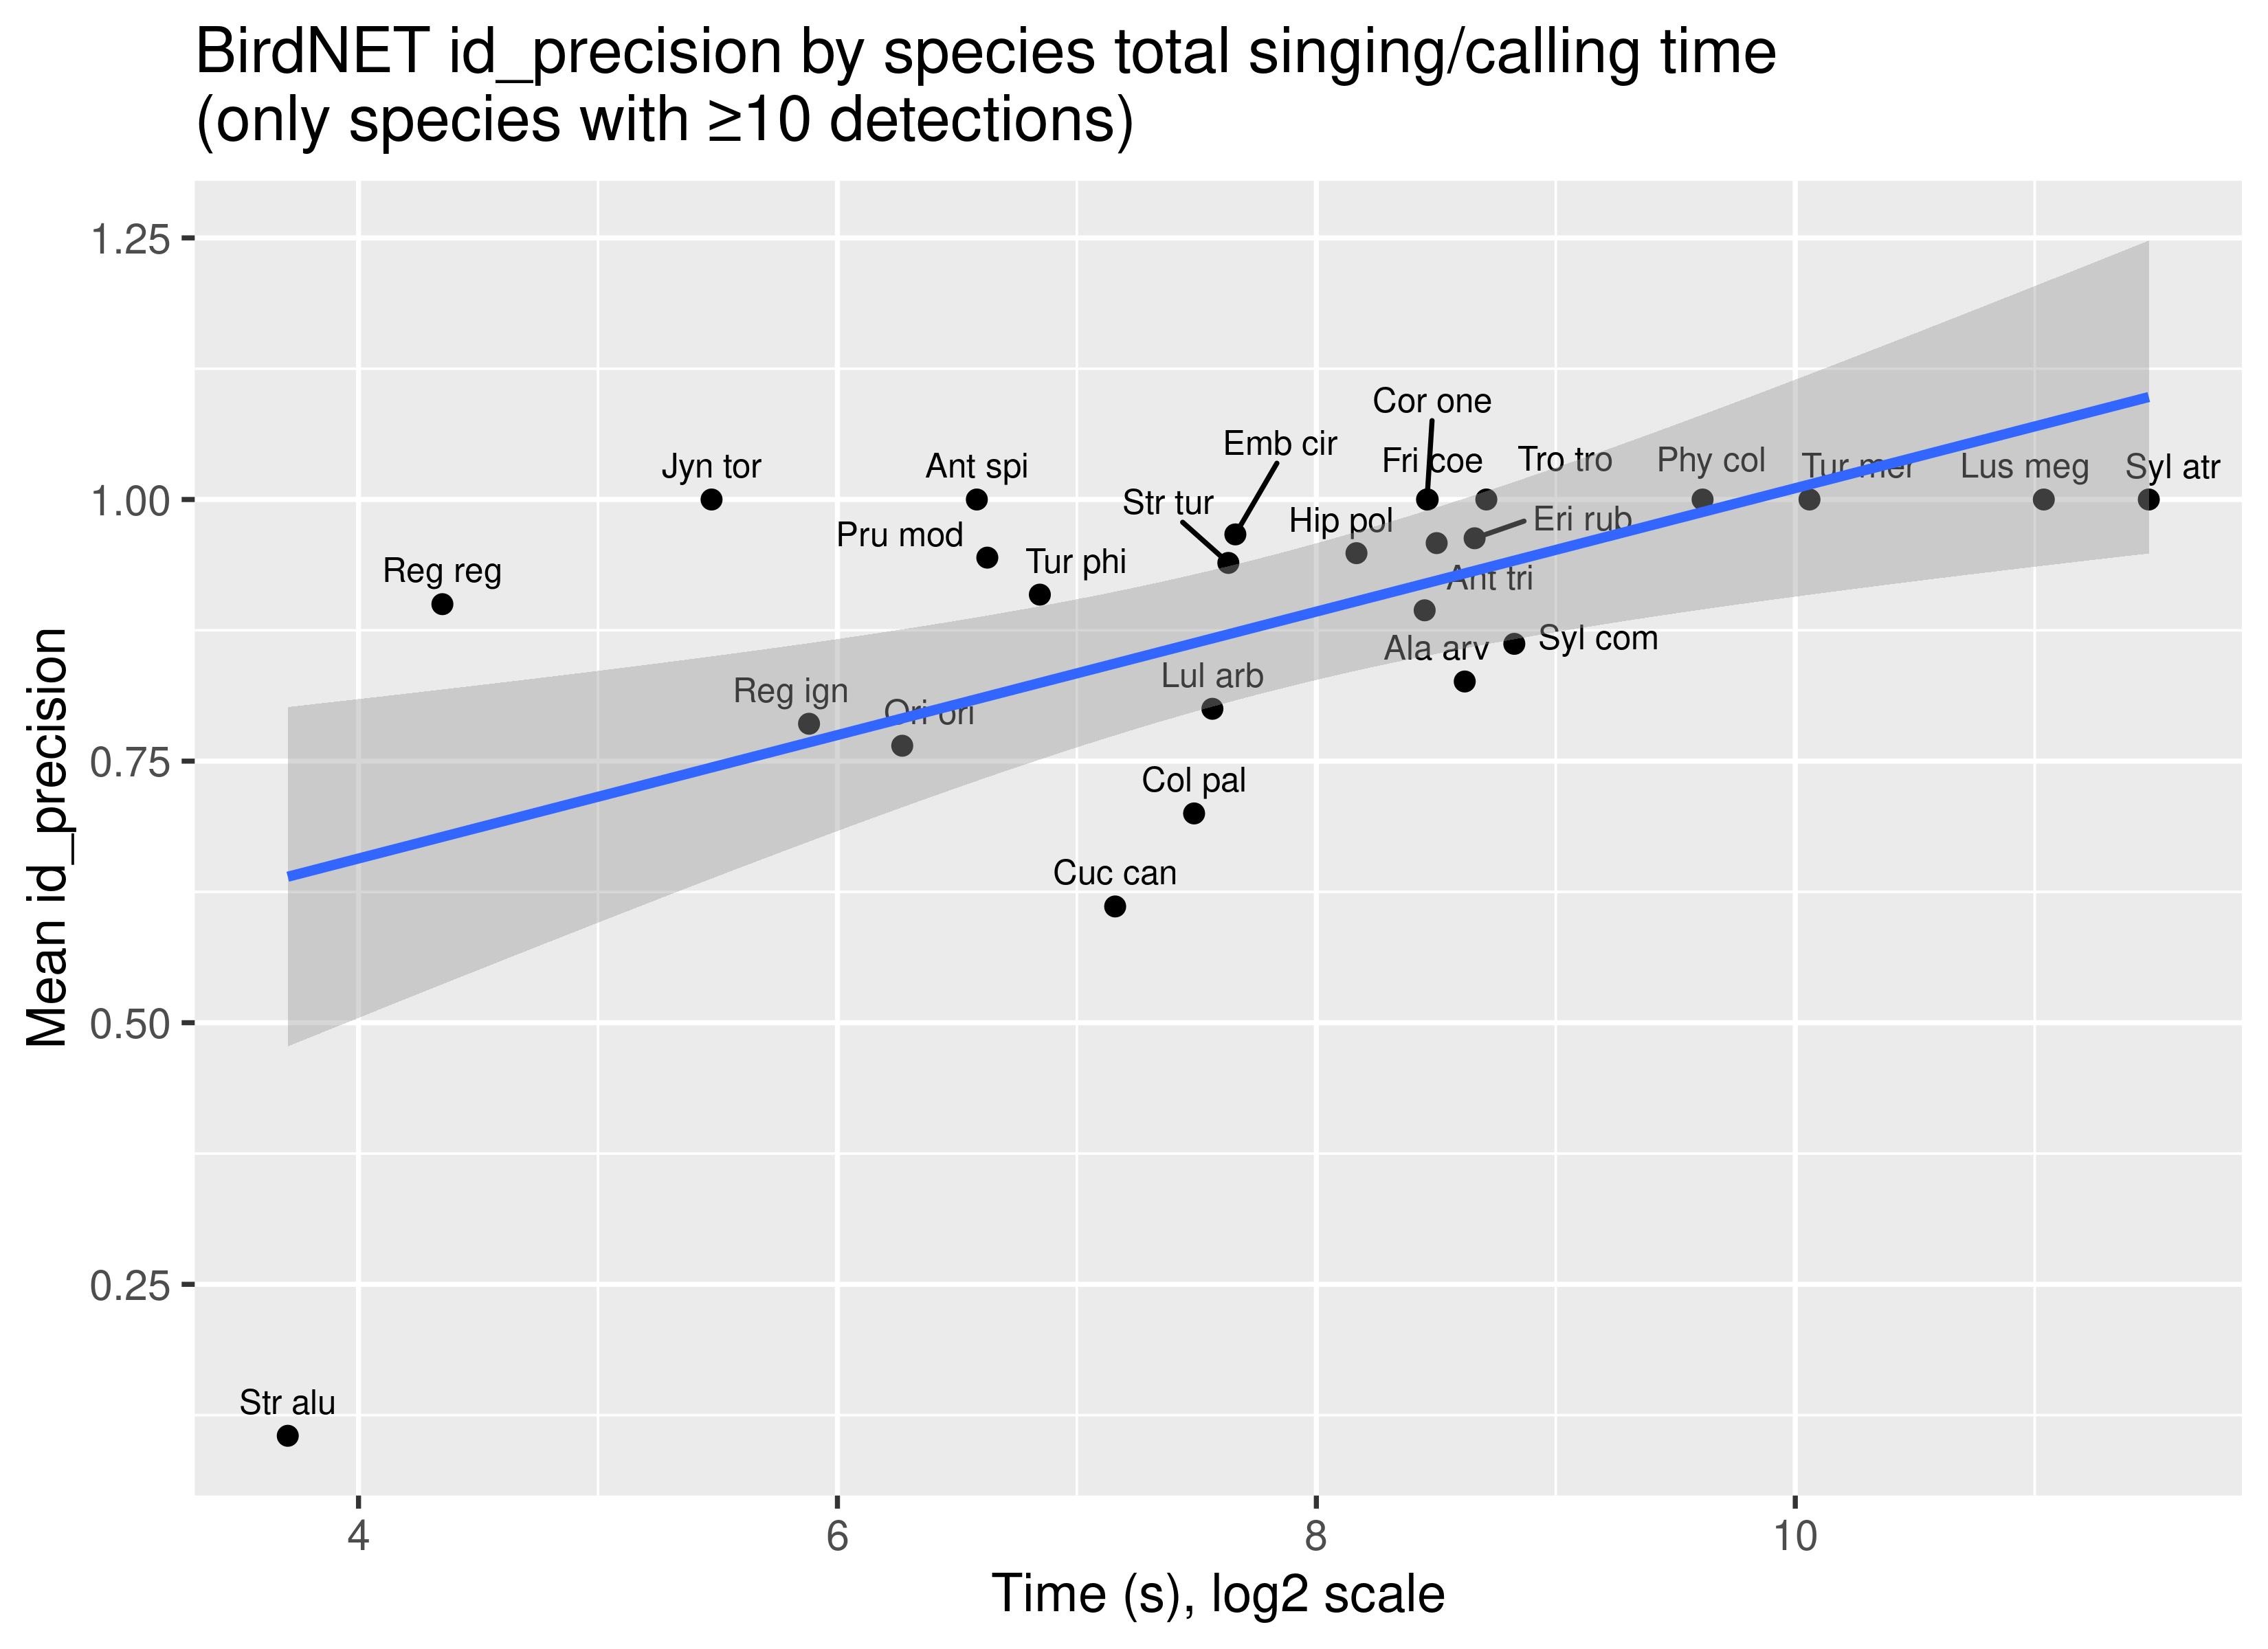 BirdNET id_precision by species total singing/calling time
(only species with ≥10 detections)
Mean id_precision
1.25
1.00
0.75
0.50
0.25
Cor one
Emb cir
Jyn tor
Ant spi
Fri coe
Tro tro
Phy col
Tur mer
Lus meg
Syl atr
Str tur
Hip pol
Eri rub
Pru mod
Tur phi
Reg reg
Ant tri
Ala arv
Syl com
Lul arb
Reg ign
Ori ori
Col pal
Cuc can
Str alu
4
6
8
10
Time (s), log2 scale